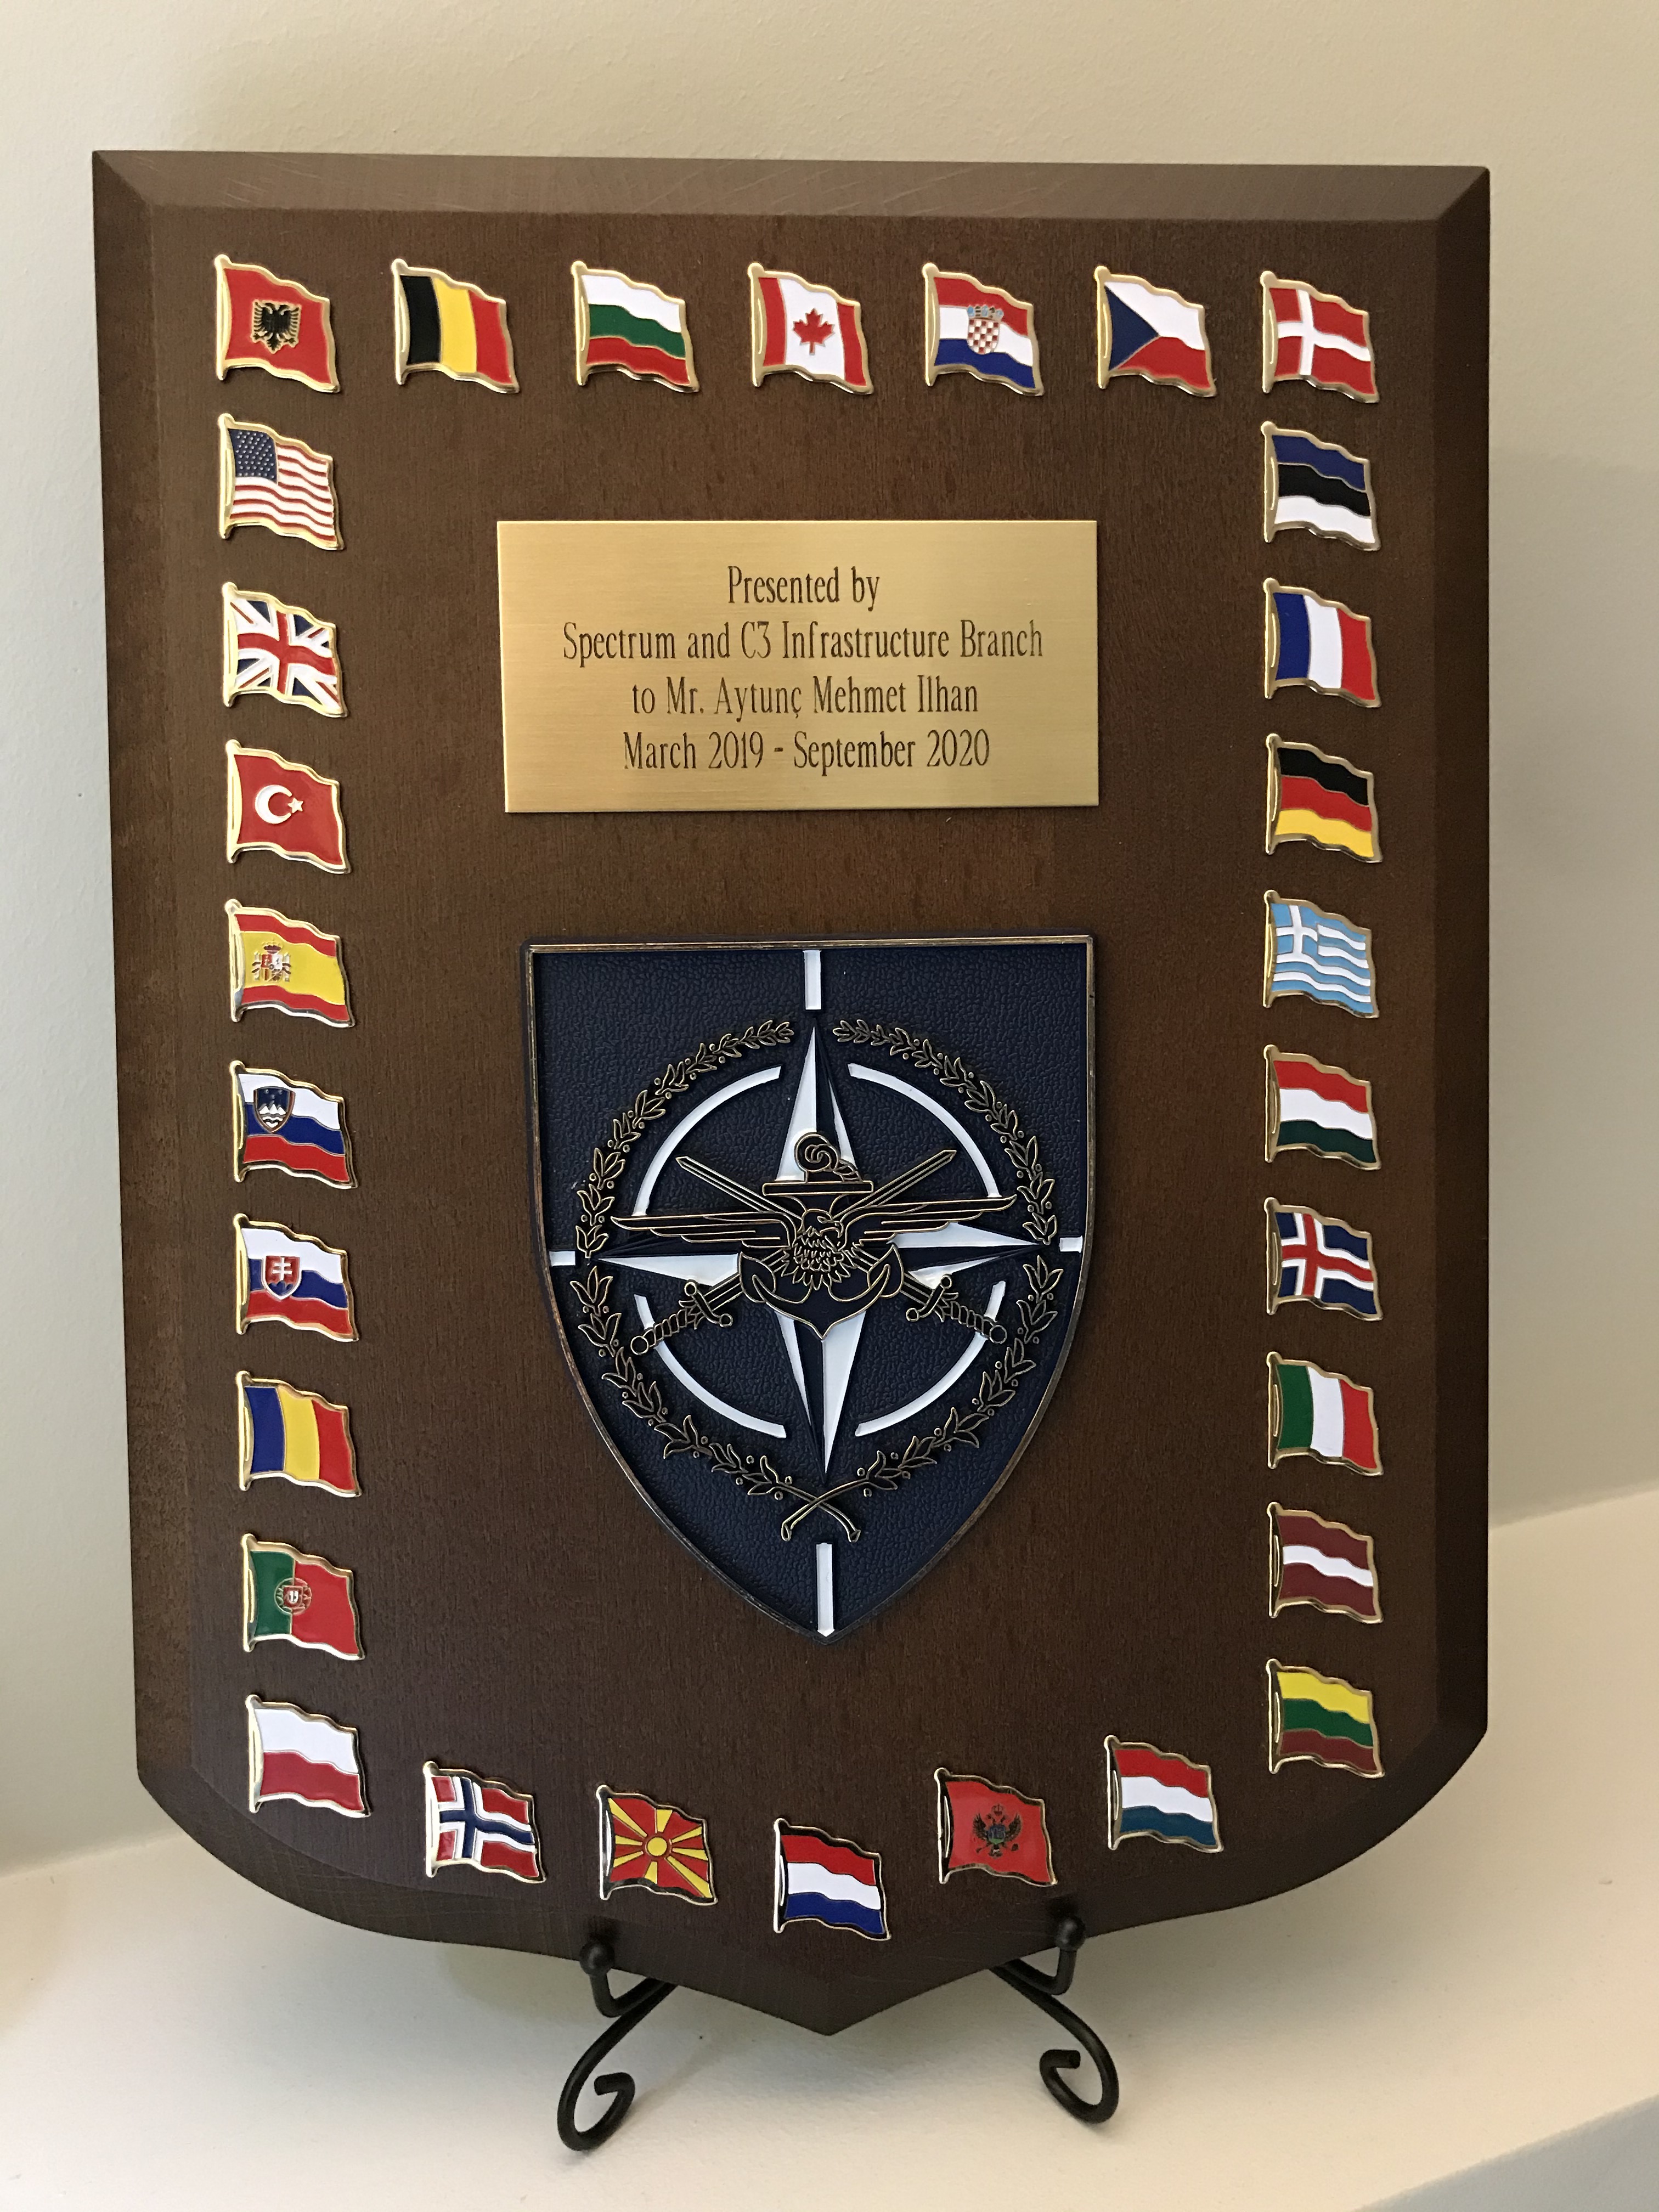 Presented by
Spectrum and C3 Infrastructure Branch
to Mr. Aytunç Mehmet Ilhan
March 2019 - September 2020